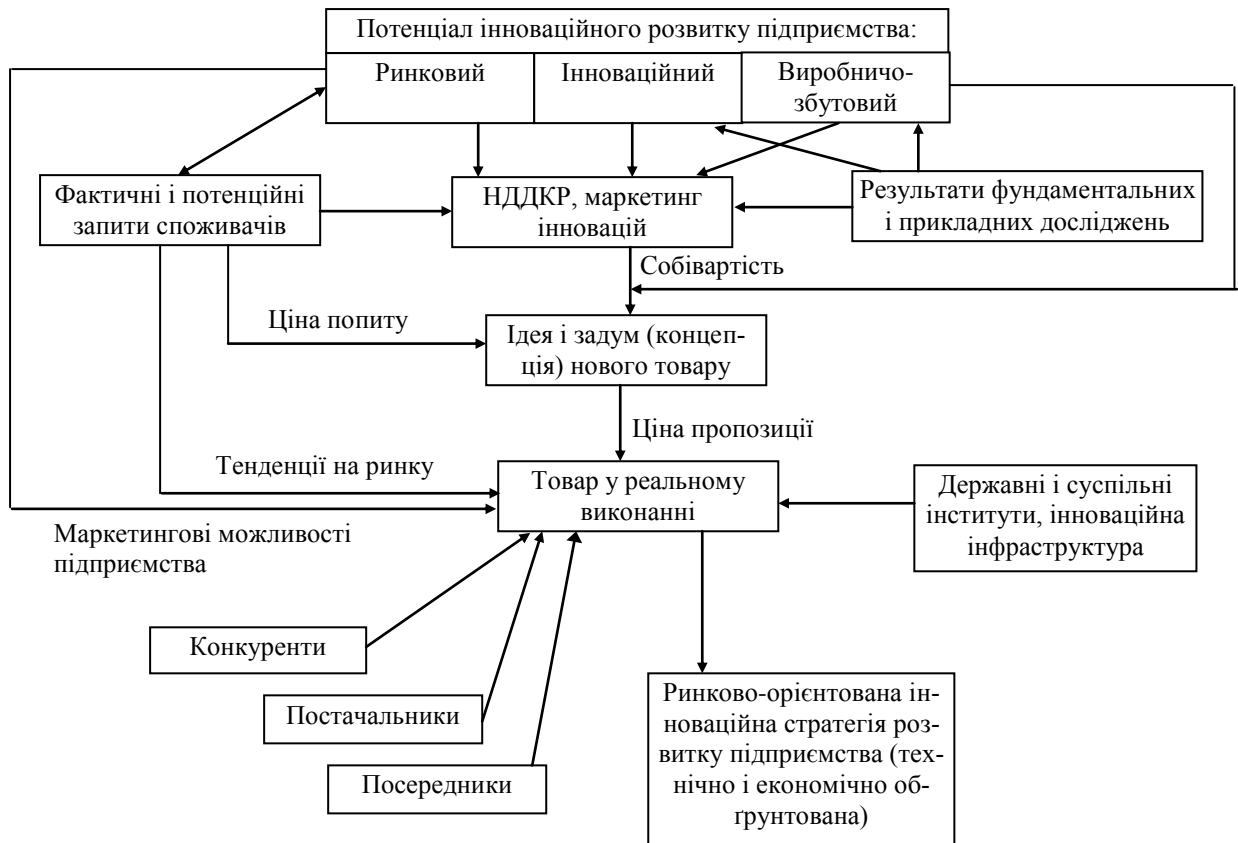 Потенціал інноваційного розвитку підприємства:
Ринковий
Інноваційний
Виробничо-
збутовий
Фактичні і потенційні
запити споживачів
НДДКР, маркетинг
інновацій
Результати фундаментальних
і прикладних досліджень
Собівартість
Ціна попиту
Ідея і задум (концеп-
ція) нового товару
Ціна пропозиції
Тенденції на ринку
Товар у реальному
виконанні
Державні і суспільні
інститути, інноваційна
інфраструктура
Маркетингові можливості
підприємства
Конкуренти
Постачальники
Посередники
Ринково-орієнтована ін-
новаційна стратегія роз-
витку підприємства (тех-
нічно і економічно об-
ґрунтована)